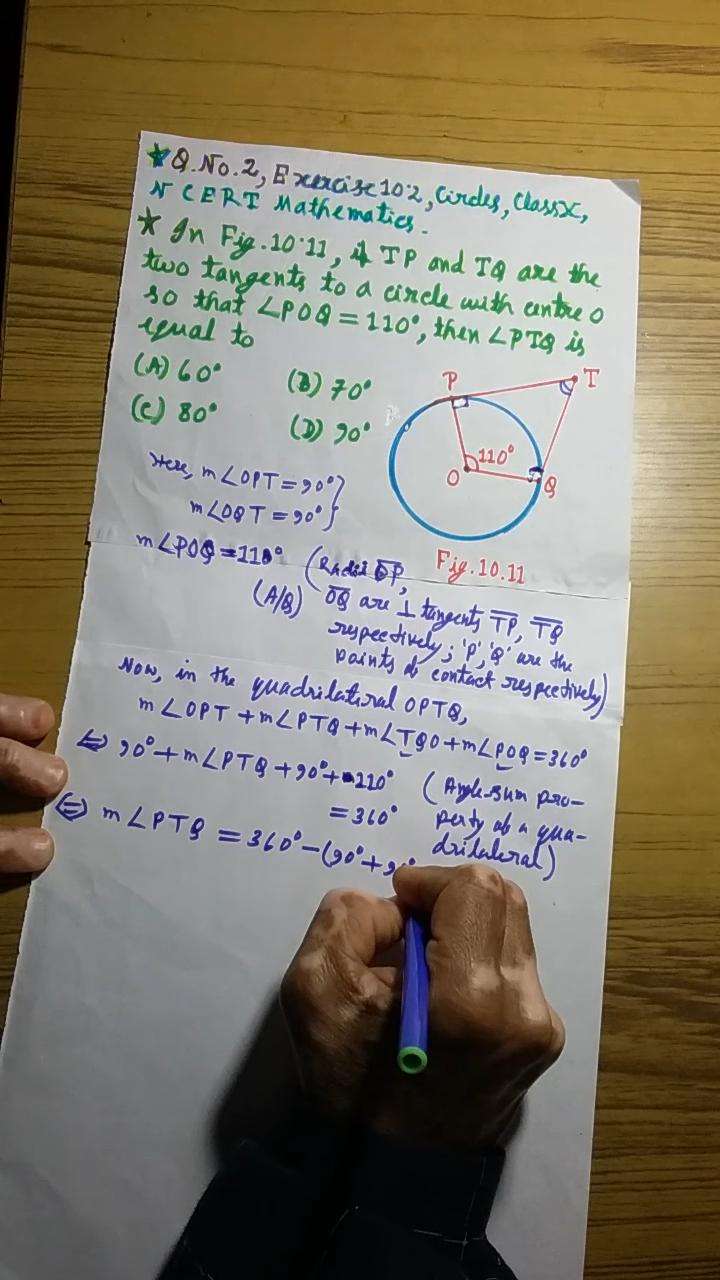 ★ Q. No. 2, Exercise 10.2, Circles, Class X,
NCERT Mathematics.
★ In Fig. 10.11, if TP and TQ are the
two tangents to a circle with centre O
so that ∠POQ = 110°, then ∠PTQ is
equal to
(A) 60° (B) 70°
(C) 80° (D) 90°
P
T
110°
O
Q
Fig. 10.11
Here, m∠OPT = 90° }
m∠OQT = 90° }
m∠POQ = 110° (Radii OP,
(A/Q) OQ are ⊥ tangents TP, TQ
respectively; 'P', 'Q' are the
points of contact respectively)
Now, in the quadrilateral OPTQ,
m∠OPT + m∠PTQ + m∠TQO + m∠POQ = 360°
⇔ 90° + m∠PTQ + 90° + 110° (Angle-sum pro-
= 360° perty of a qua-
drilateral)
⇔ m∠PTQ = 360° − (90° + 90°